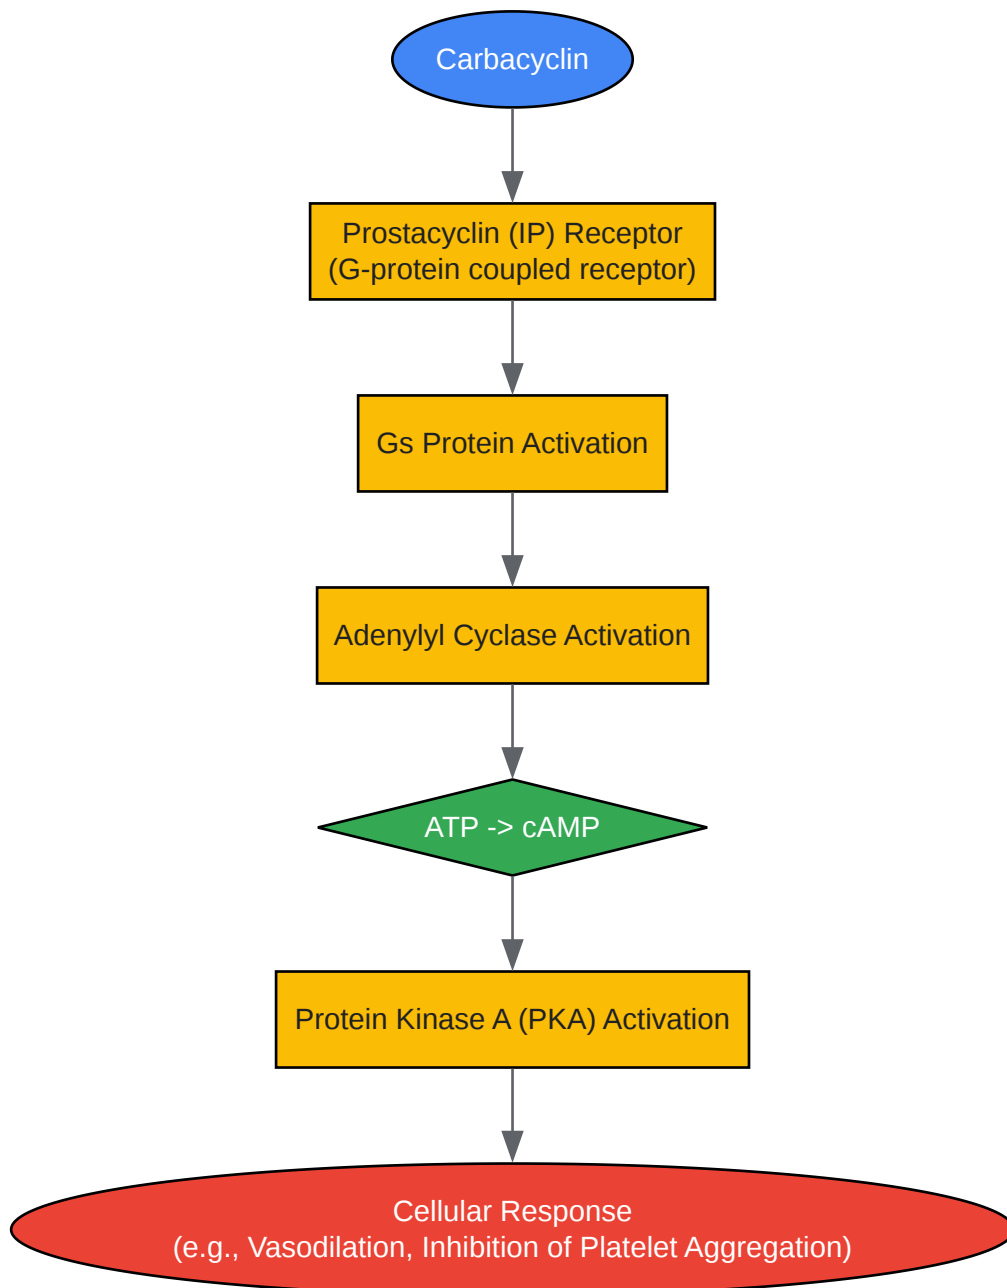 Carbacyclin
Prostacyclin (IP) Receptor
(G-protein coupled receptor)
Gs Protein Activation
Adenylyl Cyclase Activation
ATP -> cAMP
Protein Kinase A (PKA) Activation
Cellular Response
(e.g., Vasodilation, Inhibition of Platelet Aggregation)